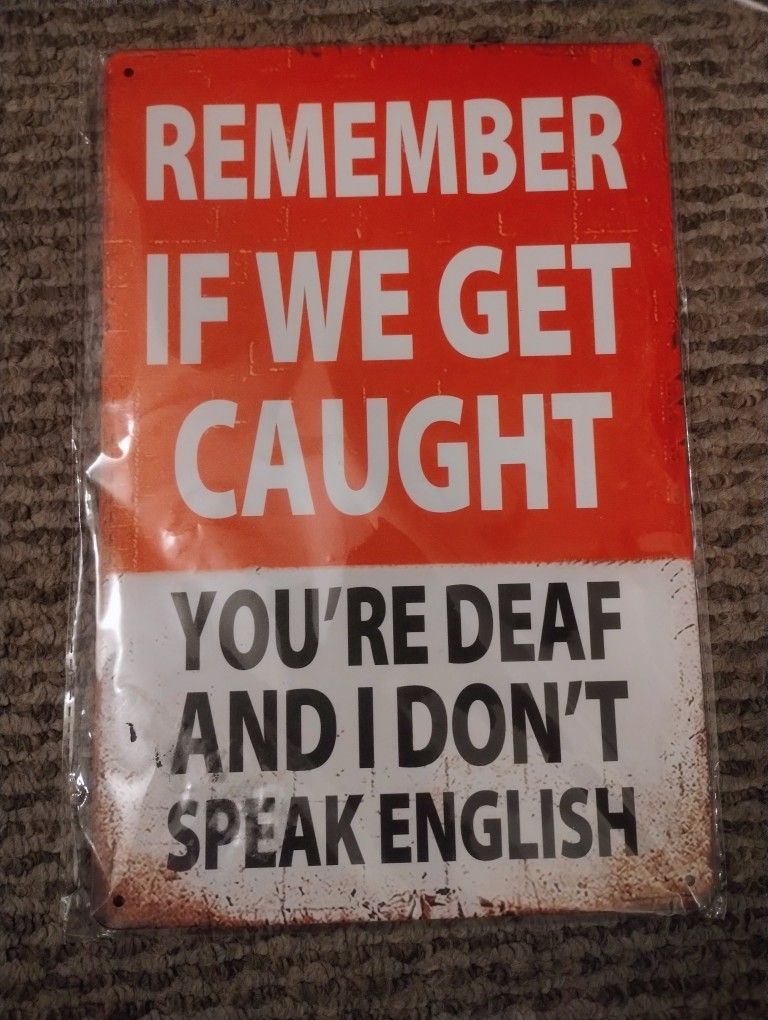 REMEMBER
IF WE GET
CAUGHT
YOU'RE DEAF
AND I DON'T
SPEAK ENGLISH